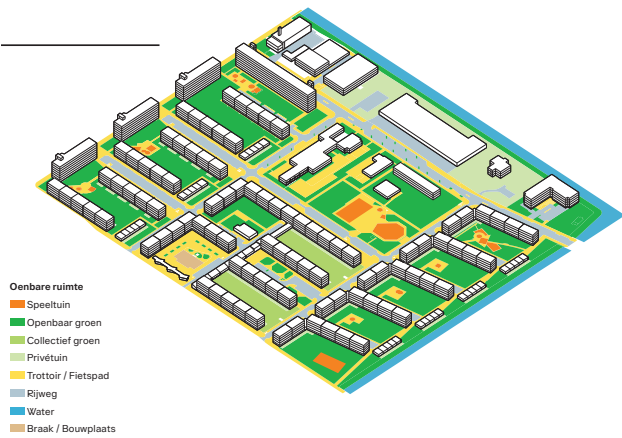 Oenbare ruimte
Speeltuin
Openbaar groen
Collectief groen
Privétuin
Trottoir / Fietspad
Rijweg
Water
Braak / Bouwplaats